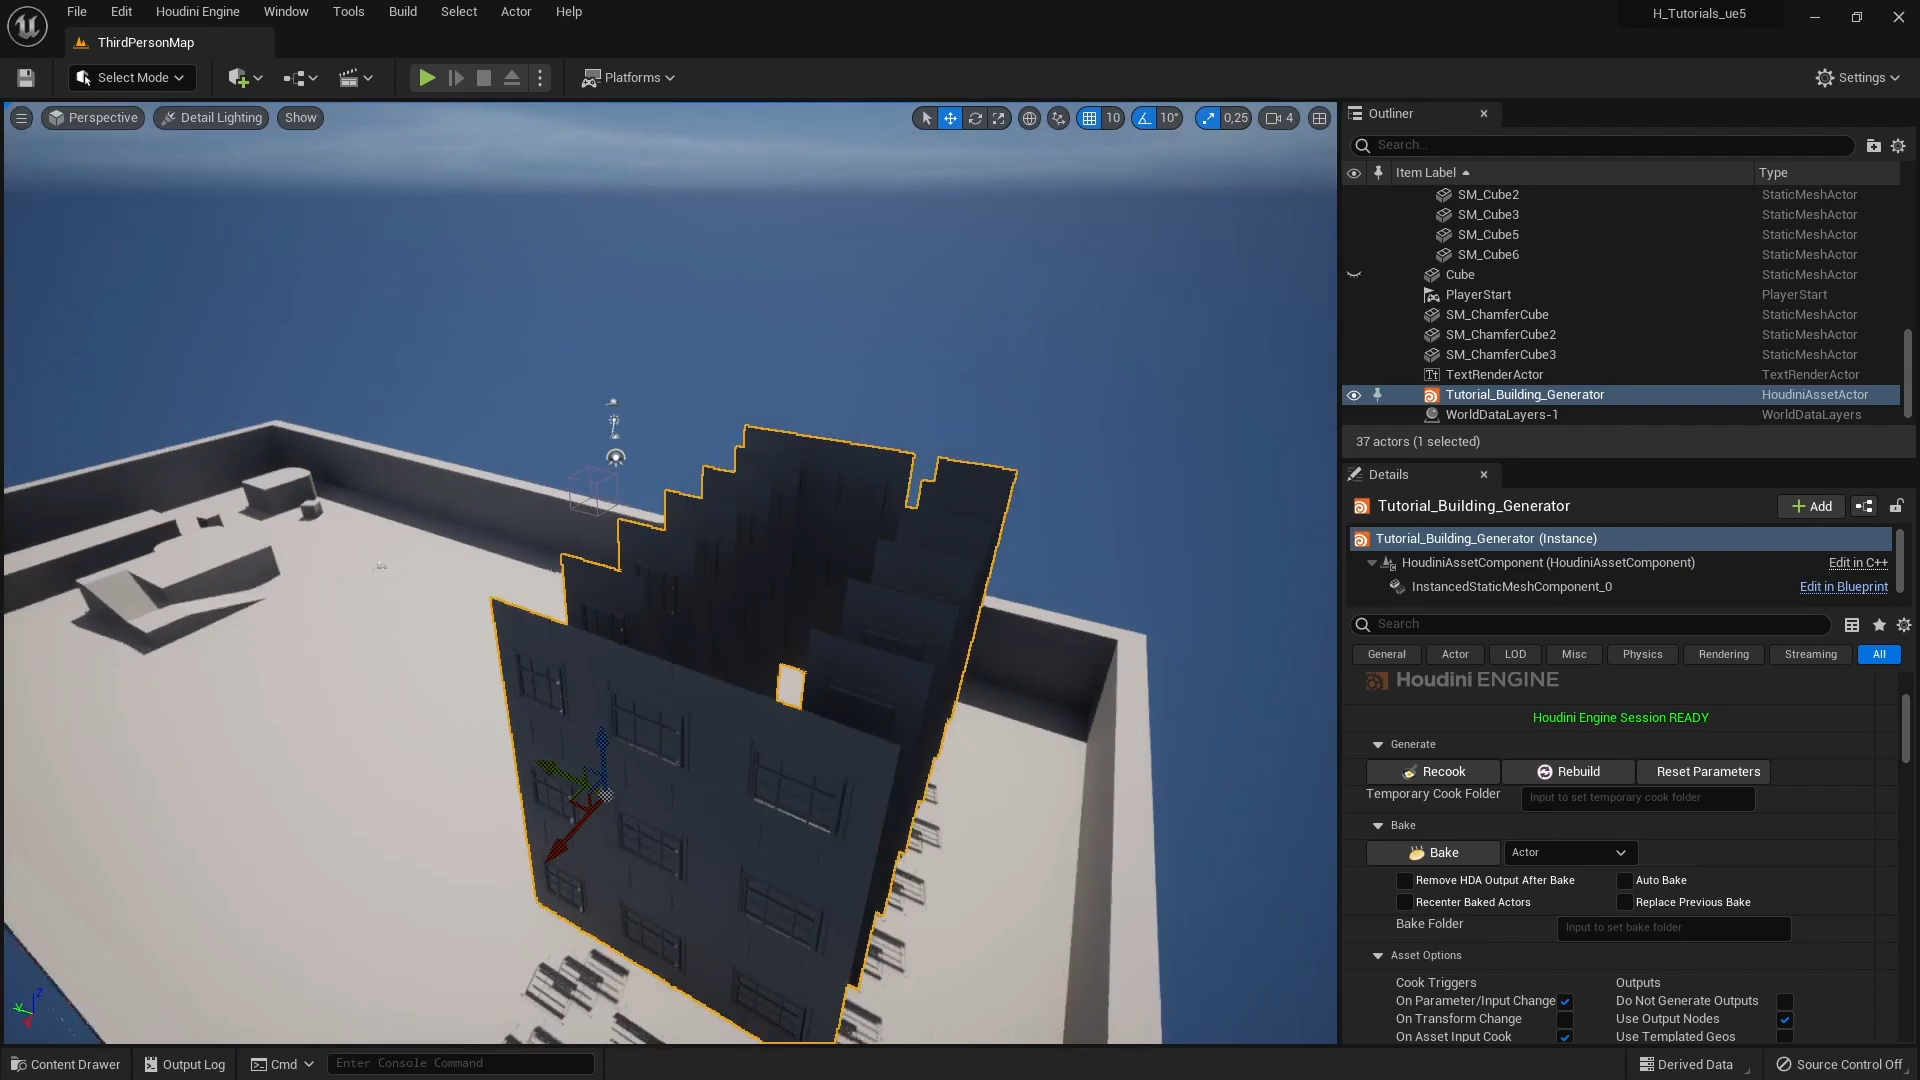 File Edit Houdini Engine Window Tools Build Select Actor Help
H_Tutorials_ue5
ThirdPersonMap
Select Mode
Platforms
Settings
Perspective Detail Lighting Show
10 10° 0,25 4
Outliner
Search...
Item Label Type
SM_Cube2 StaticMeshActor
SM_Cube3 StaticMeshActor
SM_Cube5 StaticMeshActor
SM_Cube6 StaticMeshActor
Cube StaticMeshActor
PlayerStart PlayerStart
SM_ChamferCube StaticMeshActor
SM_ChamferCube2 StaticMeshActor
SM_ChamferCube3 StaticMeshActor
Tt TextRenderActor TextRenderActor
Tutorial_Building_Generator HoudiniAssetActor
WorldDataLayers-1 WorldDataLayers
37 actors (1 selected)
Details
Tutorial_Building_Generator
Add
Tutorial_Building_Generator (Instance)
HoudiniAssetComponent (HoudiniAssetComponent) Edit in C++
InstancedStaticMeshComponent_0 Edit in Blueprint
Search
General Actor LOD Misc Physics Rendering Streaming All
Houdini ENGINE
Houdini Engine Session READY
Generate
Recook Rebuild Reset Parameters
Temporary Cook Folder Input to set temporary cook folder
Bake
Bake Actor
Remove HDA Output After Bake Auto Bake
Recenter Baked Actors Replace Previous Bake
Bake Folder Input to set bake folder
Asset Options
Cook Triggers Outputs
On Parameter/Input Change Do Not Generate Outputs
On Transform Change Use Output Nodes
On Asset Input Cook Use Templated Geos
Z
Y
Content Drawer Output Log Cmd Enter Console Command
Derived Data Source Control Off